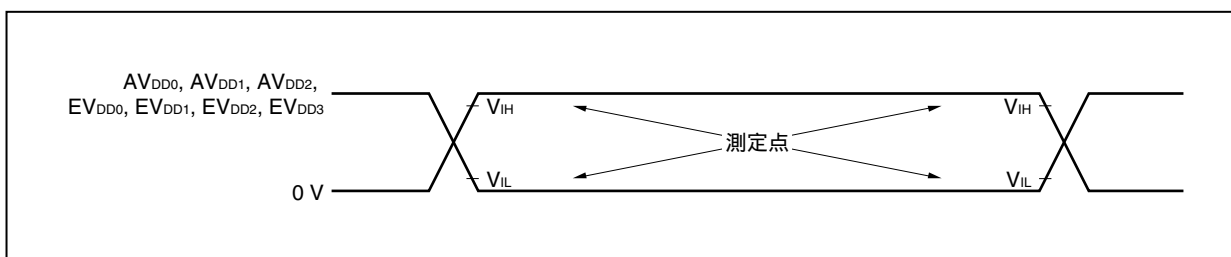 AVDD0, AVDD1, AVDD2,
EVDD0, EVDD1, EVDD2, EVDD3
VIH
VIH
測定点
VIL
VIL
0 V